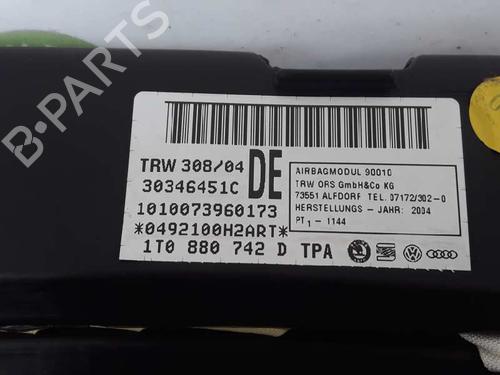 TRW 308/04
DE
30346451C
1010073960173
*0492100H2ART*
1T0 880 742 D TPA
AIRBAGMODUL 90010
TRW ORS GmbH&Co KG
73551 ALFDORF TEL. 07172/302-0
HERSTELLUNGS - JAHR: 2004
PT1 - 1144
B-PARTS